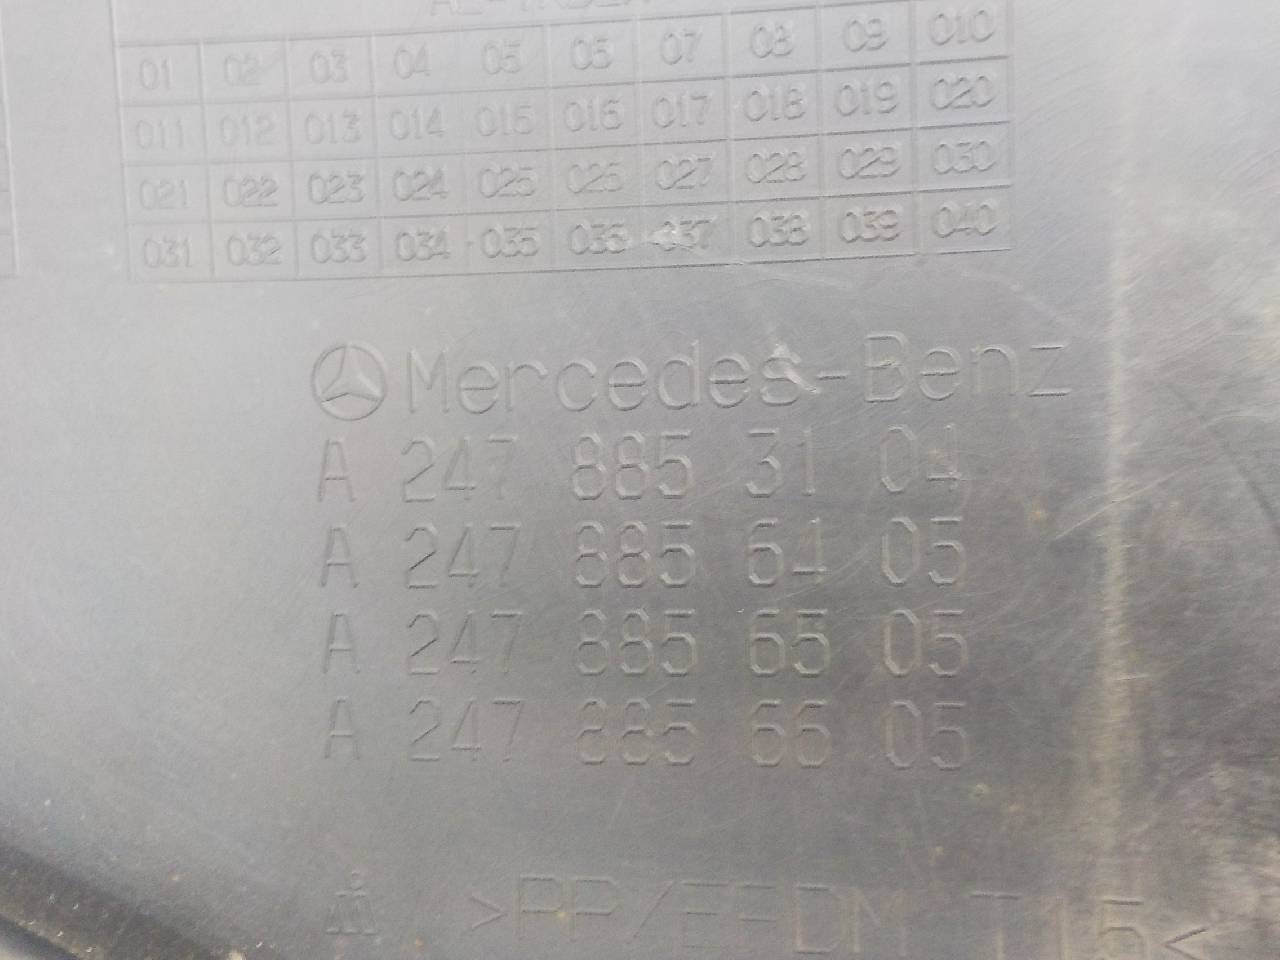 01 02 03 04 05 06 07 08 09 010
011 012 013 014 015 016 017 018 019 020
021 022 023 024 025 026 027 028 029 030
031 032 033 034 035 036 037 038 039 040
Mercedes-Benz
A 247 885 31 04
A 247 885 64 05
A 247 885 65 05
A 247 885 66 05
>PP/EPDM T15<